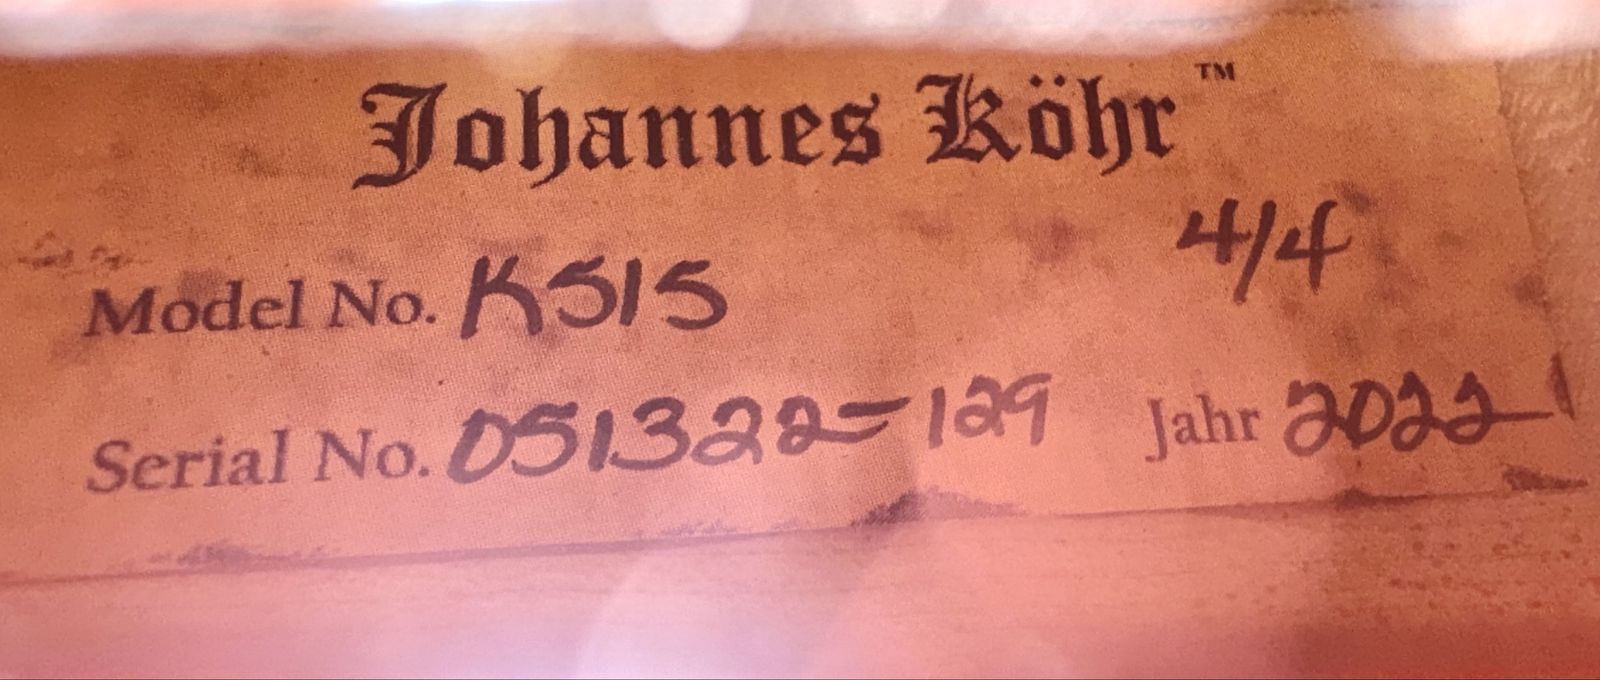 Johannes Köhr™
4/4
Model No. K515
Serial No. 051322-129 Jahr 2022